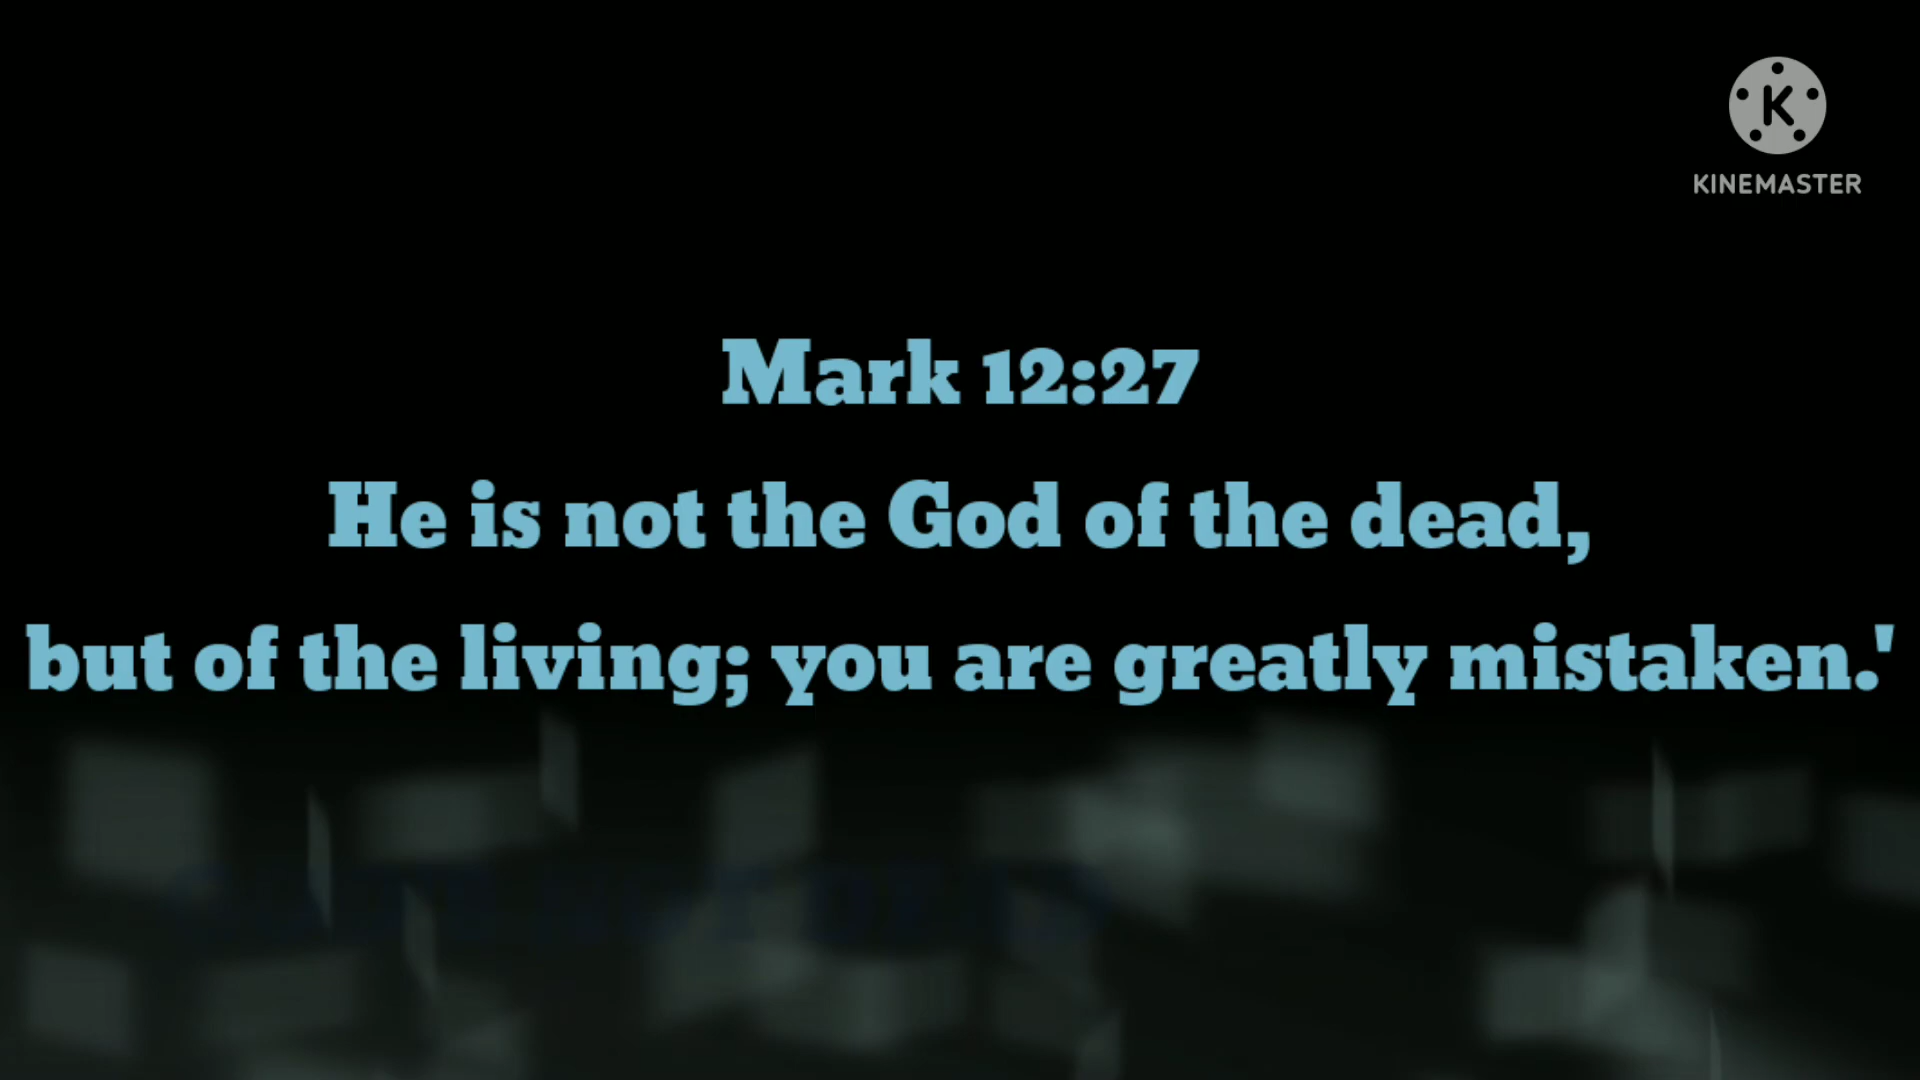 KINEMASTER
Mark 12:27
He is not the God of the dead,
but of the living; you are greatly mistaken.'